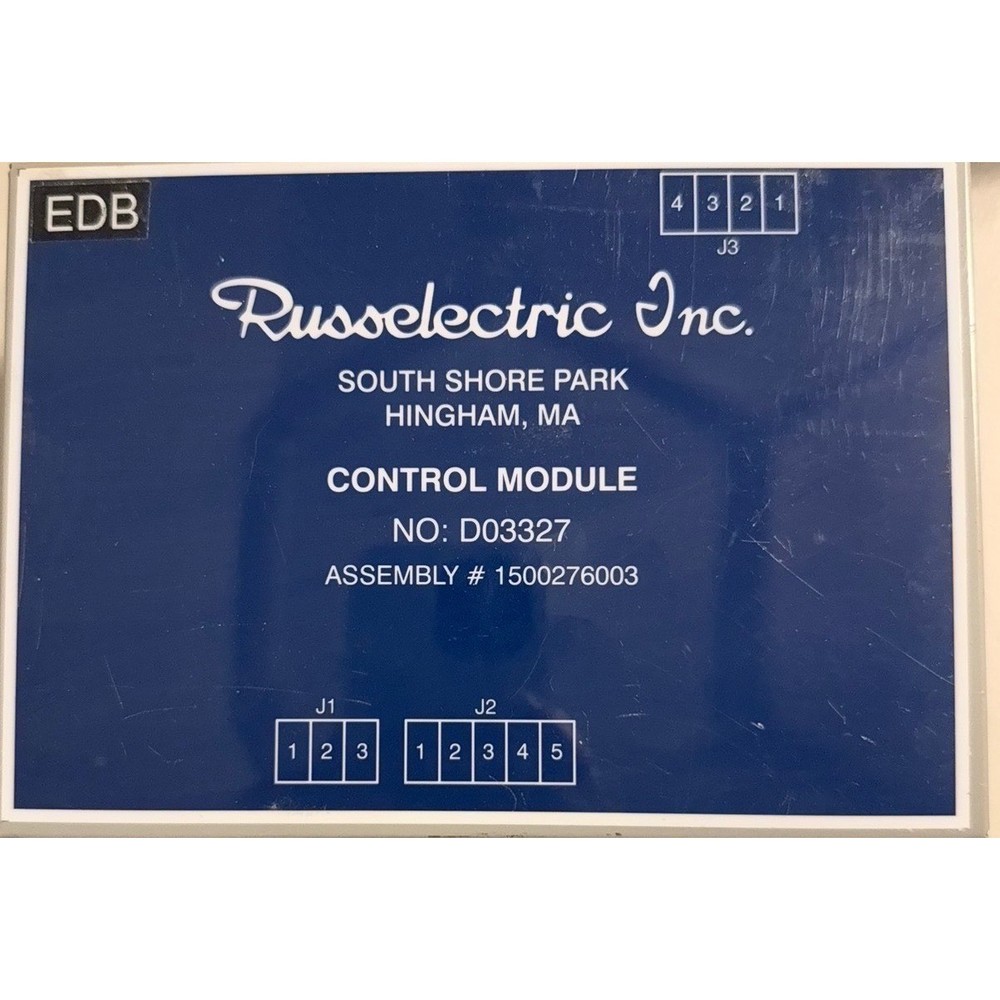 EDB
4 3 2 1
J3
Russelectric Inc.
SOUTH SHORE PARK
HINGHAM, MA
CONTROL MODULE
NO: D03327
ASSEMBLY # 1500276003
J1 J2
1 2 3 1 2 3 4 5